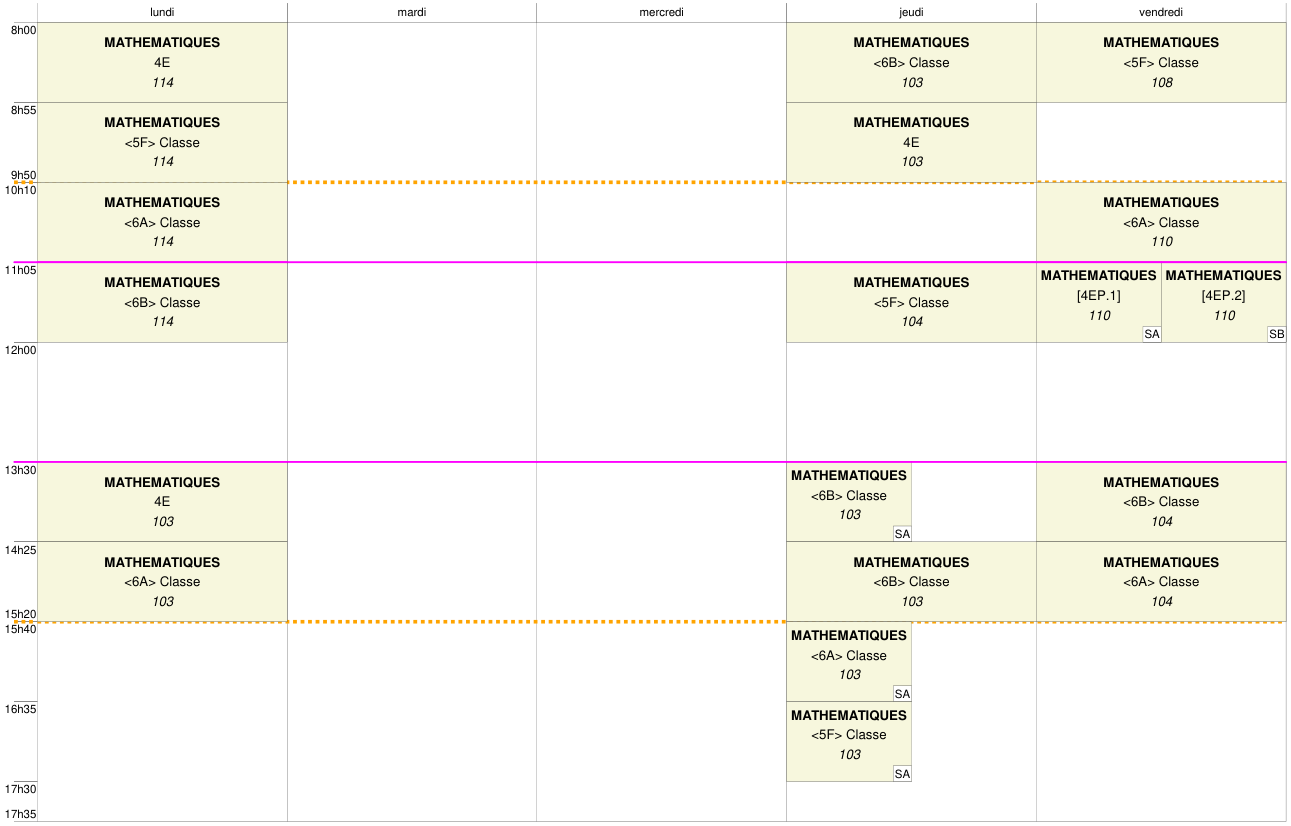 lundi
mardi
mercredi
jeudi
vendredi
8h00
MATHEMATIQUES
4E
114
MATHEMATIQUES
<6B> Classe
103
MATHEMATIQUES
<5F> Classe
108
8h55
MATHEMATIQUES
<5F> Classe
114
MATHEMATIQUES
4E
103
9h50
10h10
MATHEMATIQUES
<6A> Classe
114
MATHEMATIQUES
<6A> Classe
110
11h05
MATHEMATIQUES
<6B> Classe
114
MATHEMATIQUES
<5F> Classe
104
MATHEMATIQUES
[4EP.1]
110
SA
MATHEMATIQUES
[4EP.2]
110
SB
12h00
13h30
MATHEMATIQUES
4E
103
MATHEMATIQUES
<6B> Classe
103
SA
MATHEMATIQUES
<6B> Classe
104
14h25
MATHEMATIQUES
<6A> Classe
103
MATHEMATIQUES
<6B> Classe
103
MATHEMATIQUES
<6A> Classe
104
15h20
15h40
MATHEMATIQUES
<6A> Classe
103
SA
16h35
MATHEMATIQUES
<5F> Classe
103
SA
17h30
17h35